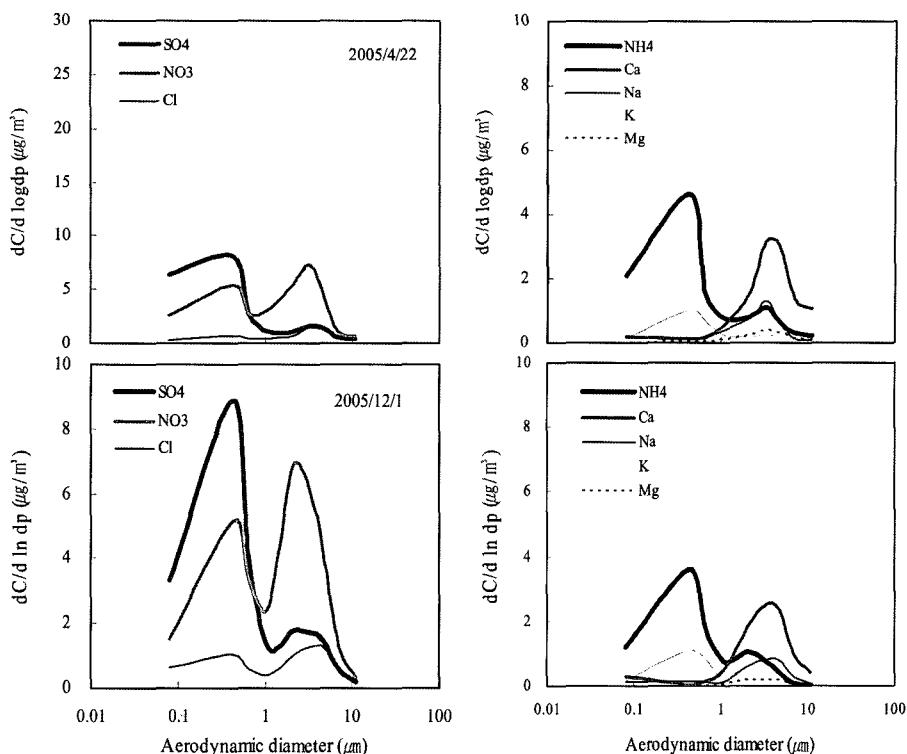 30
25
20
15
10
5
0
dC/d logdp (μg/m³)
SO4
NO3
Cl
2005/4/22
10
8
6
4
2
0
dC/d logdp (μg/m³)
NH4
Ca
Na
K
Mg
10
8
6
4
2
0
dC/d ln dp (μg/m³)
SO4
NO3
Cl
2005/12/1
0.01
0.1
1
10
100
Aerodynamic diameter (μm)
10
8
6
4
2
0
dC/d ln dp (μg/m³)
NH4
Ca
Na
K
Mg
0.01
0.1
1
10
100
Aerodynamic diameter (μm)